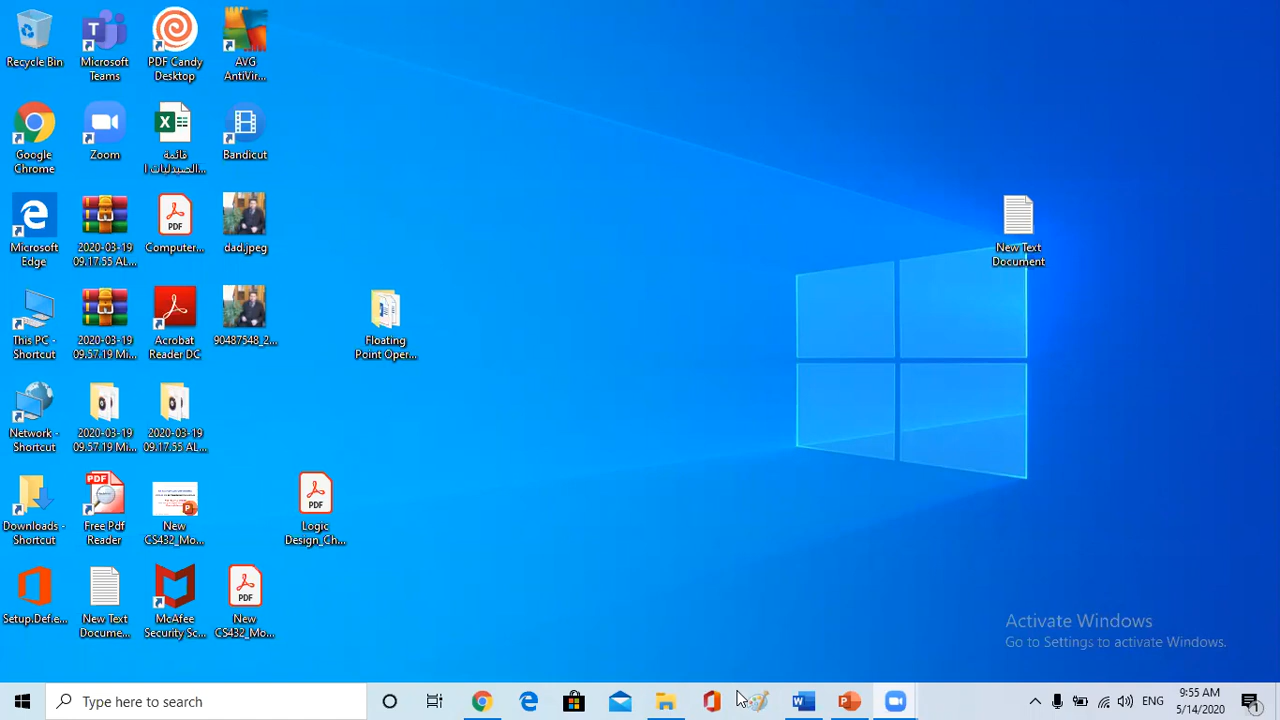 Recycle Bin
Microsoft Teams
PDF Candy Desktop
AVG AntiVir...
Google Chrome
Zoom
قائمة
الصيدليات ا...
Bandicut
Microsoft Edge
2020-03-19
09.17.55 AL...
Computer...
dad.jpeg
New Text Document
This PC - Shortcut
2020-03-19
09.57.19 Mi...
Acrobat Reader DC
90487548_2...
Floating
Point Oper...
Network - Shortcut
2020-03-19
09.57.19 Mi...
2020-03-19
09.17.55 AL...
Downloads - Shortcut
Free Pdf Reader
New
CS432_Mo...
Logic
Design_Ch...
Setup.Def.e...
New Text
Docume...
McAfee
Security Sc...
New
CS432_Mo...
Activate Windows
Go to Settings to activate Windows.
Type here to search
ENG
9:55 AM
5/14/2020